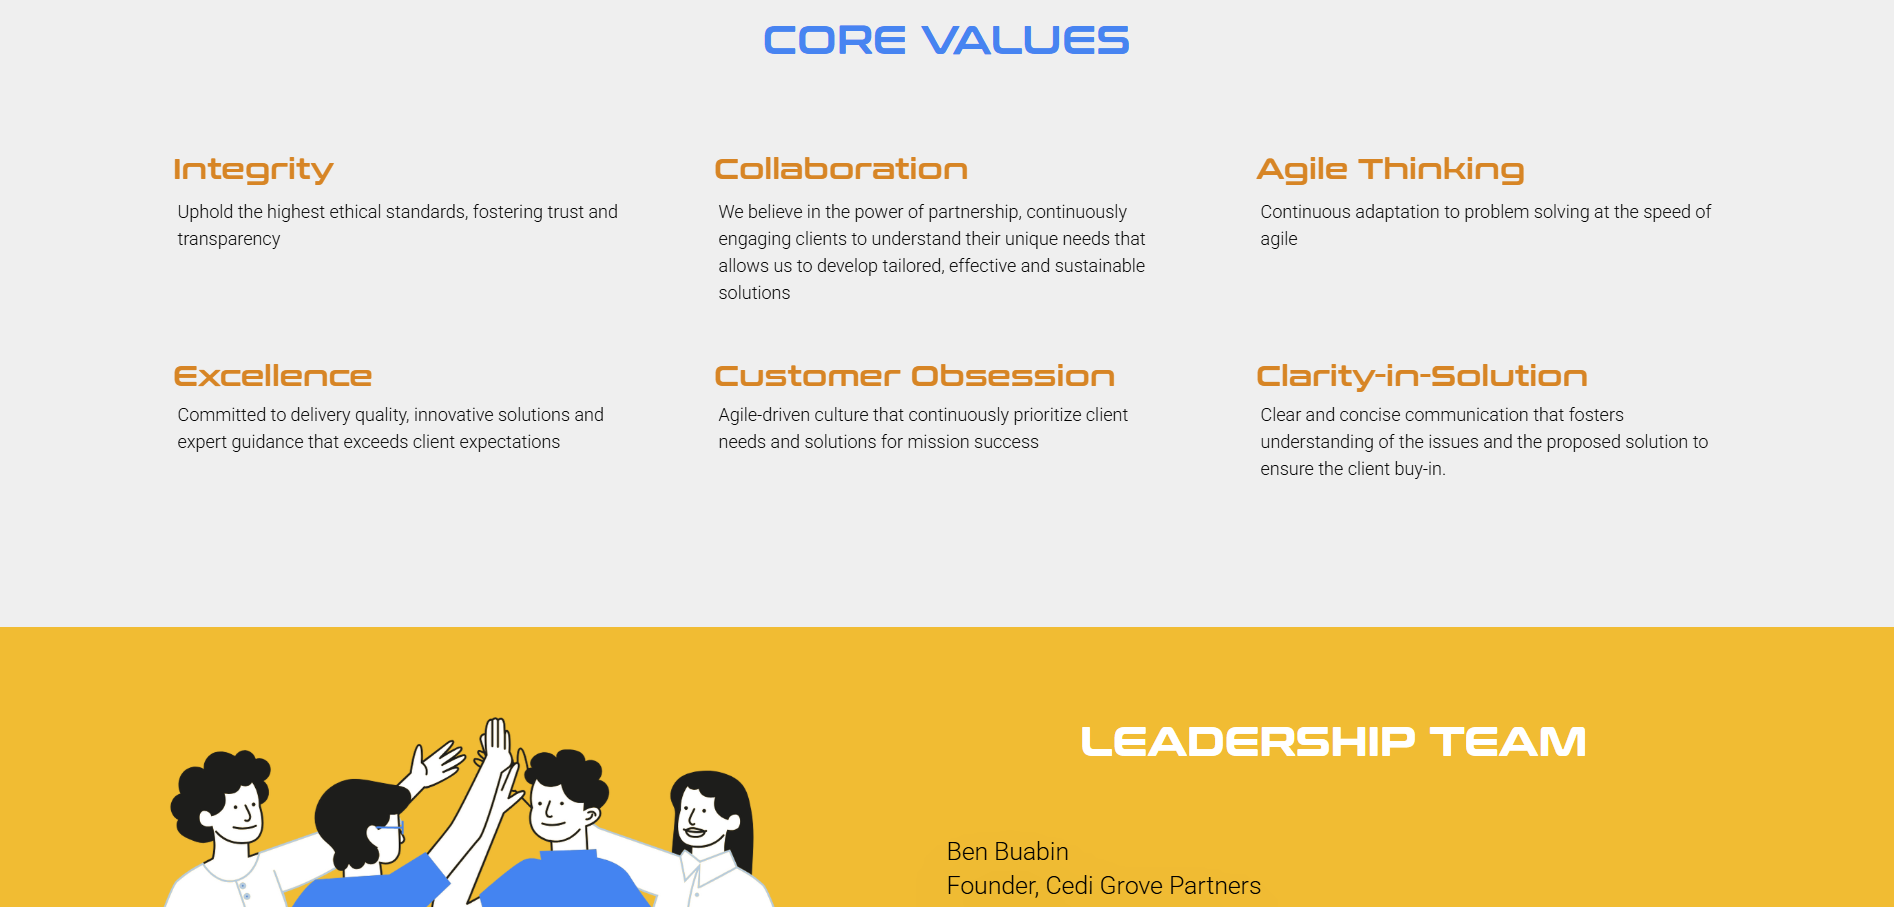 CORE VALUES
Integrity
Uphold the highest ethical standards, fostering trust and
transparency
Collaboration
We believe in the power of partnership, continuously
engaging clients to understand their unique needs that
allows us to develop tailored, effective and sustainable
solutions
Agile Thinking
Continuous adaptation to problem solving at the speed of
agile
Excellence
Committed to delivery quality, innovative solutions and
expert guidance that exceeds client expectations
Customer Obsession
Agile-driven culture that continuously prioritize client
needs and solutions for mission success
Clarity-in-Solution
Clear and concise communication that fosters
understanding of the issues and the proposed solution to
ensure the client buy-in.
LEADERSHIP TEAM
Ben Buabin
Founder, Cedi Grove Partners